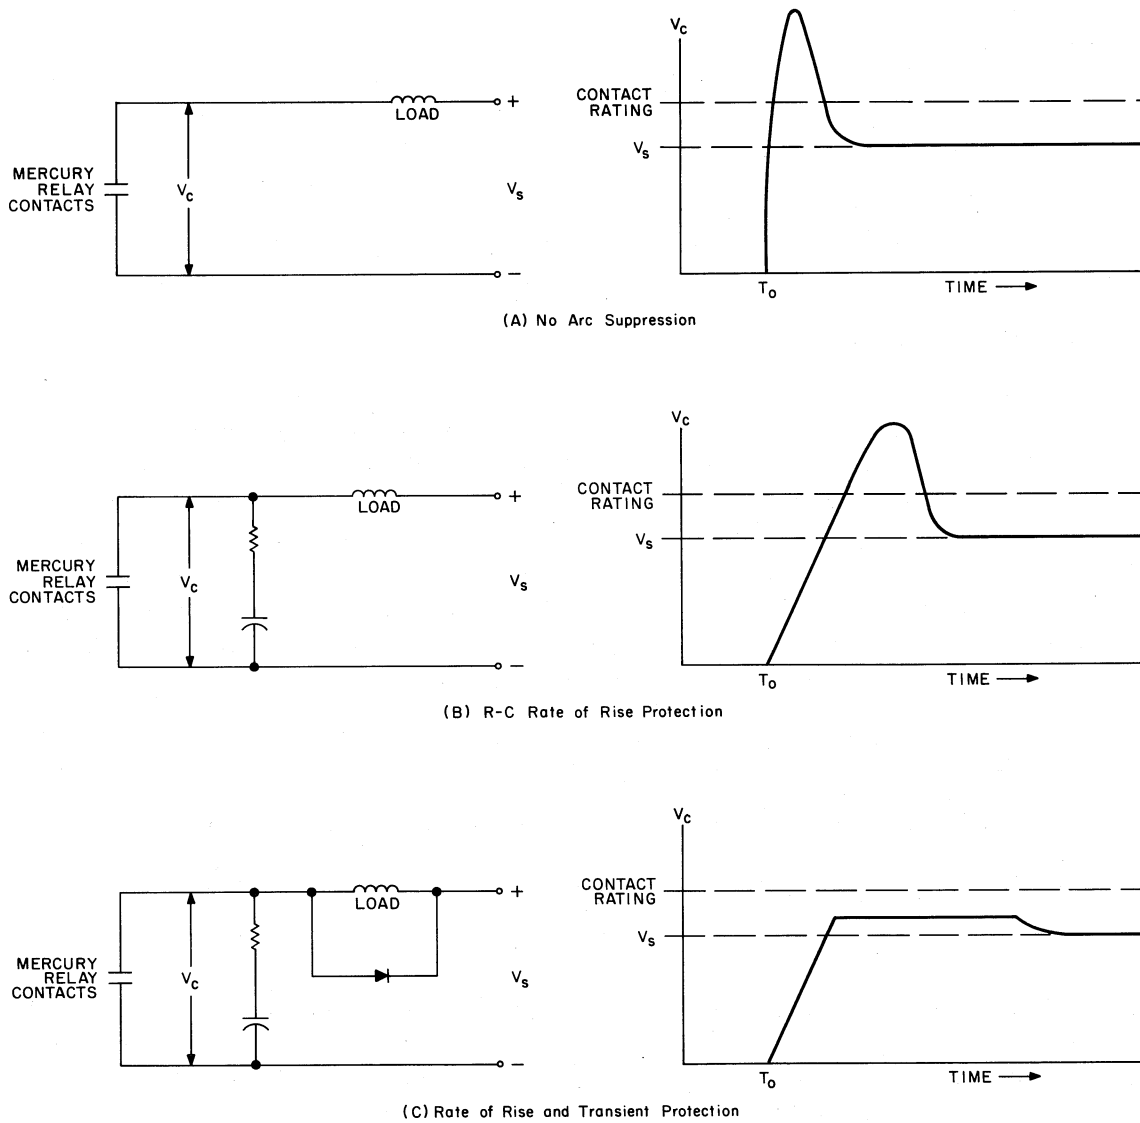 LOAD
+
MERCURY
RELAY
CONTACTS
Vc
Vs
−
Vc
CONTACT
RATING
Vs
To
TIME
(A) No Arc Suppression
LOAD
+
MERCURY
RELAY
CONTACTS
Vc
Vs
−
Vc
CONTACT
RATING
Vs
To
TIME
(B) R-C Rate of Rise Protection
LOAD
+
MERCURY
RELAY
CONTACTS
Vc
Vs
−
Vc
CONTACT
RATING
Vs
To
TIME
(C) Rate of Rise and Transient Protection